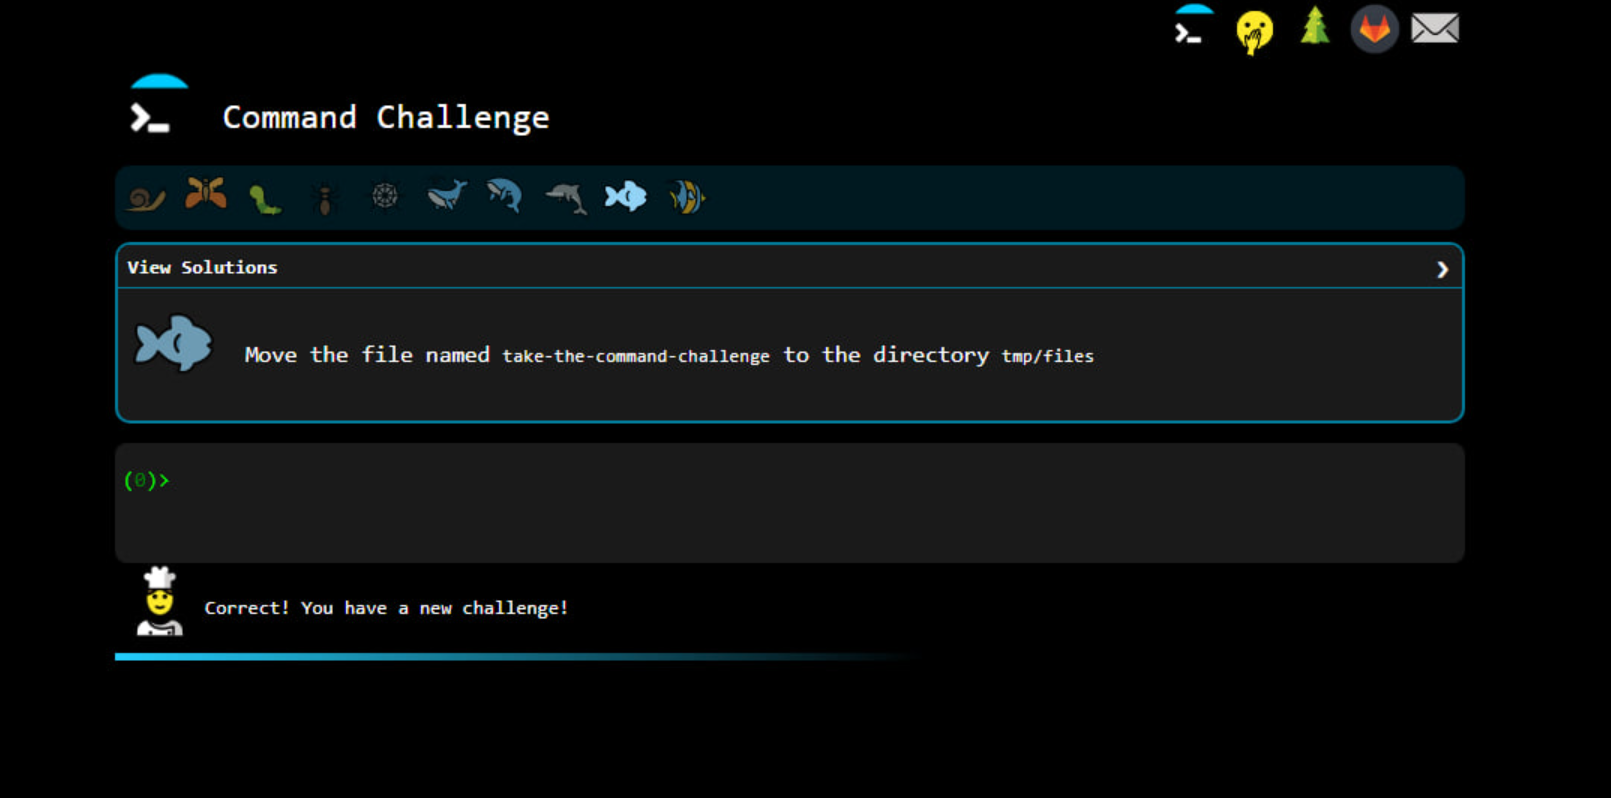 Command Challenge
View Solutions
Move the file named take-the-command-challenge to the directory tmp/files
(0)>
Correct! You have a new challenge!